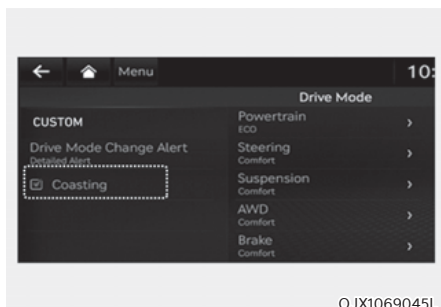 Menu
10:
Drive Mode
CUSTOM
Drive Mode Change Alert
Detailed Alert
Coasting
Powertrain
ECO
Steering
Comfort
Suspension
Comfort
AWD
Comfort
Brake
Comfort
OJX1069045L